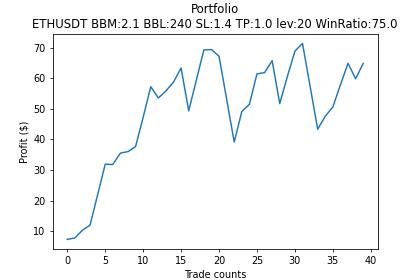 Portfolio
ETHUSDT BBM:2.1 BBL:240 SL:1.4 TP:1.0 lev:20 WinRatio:75.0
70
60
50
40
30
20
10
Profit ($)
0 5 10 15 20 25 30 35 40
Trade counts